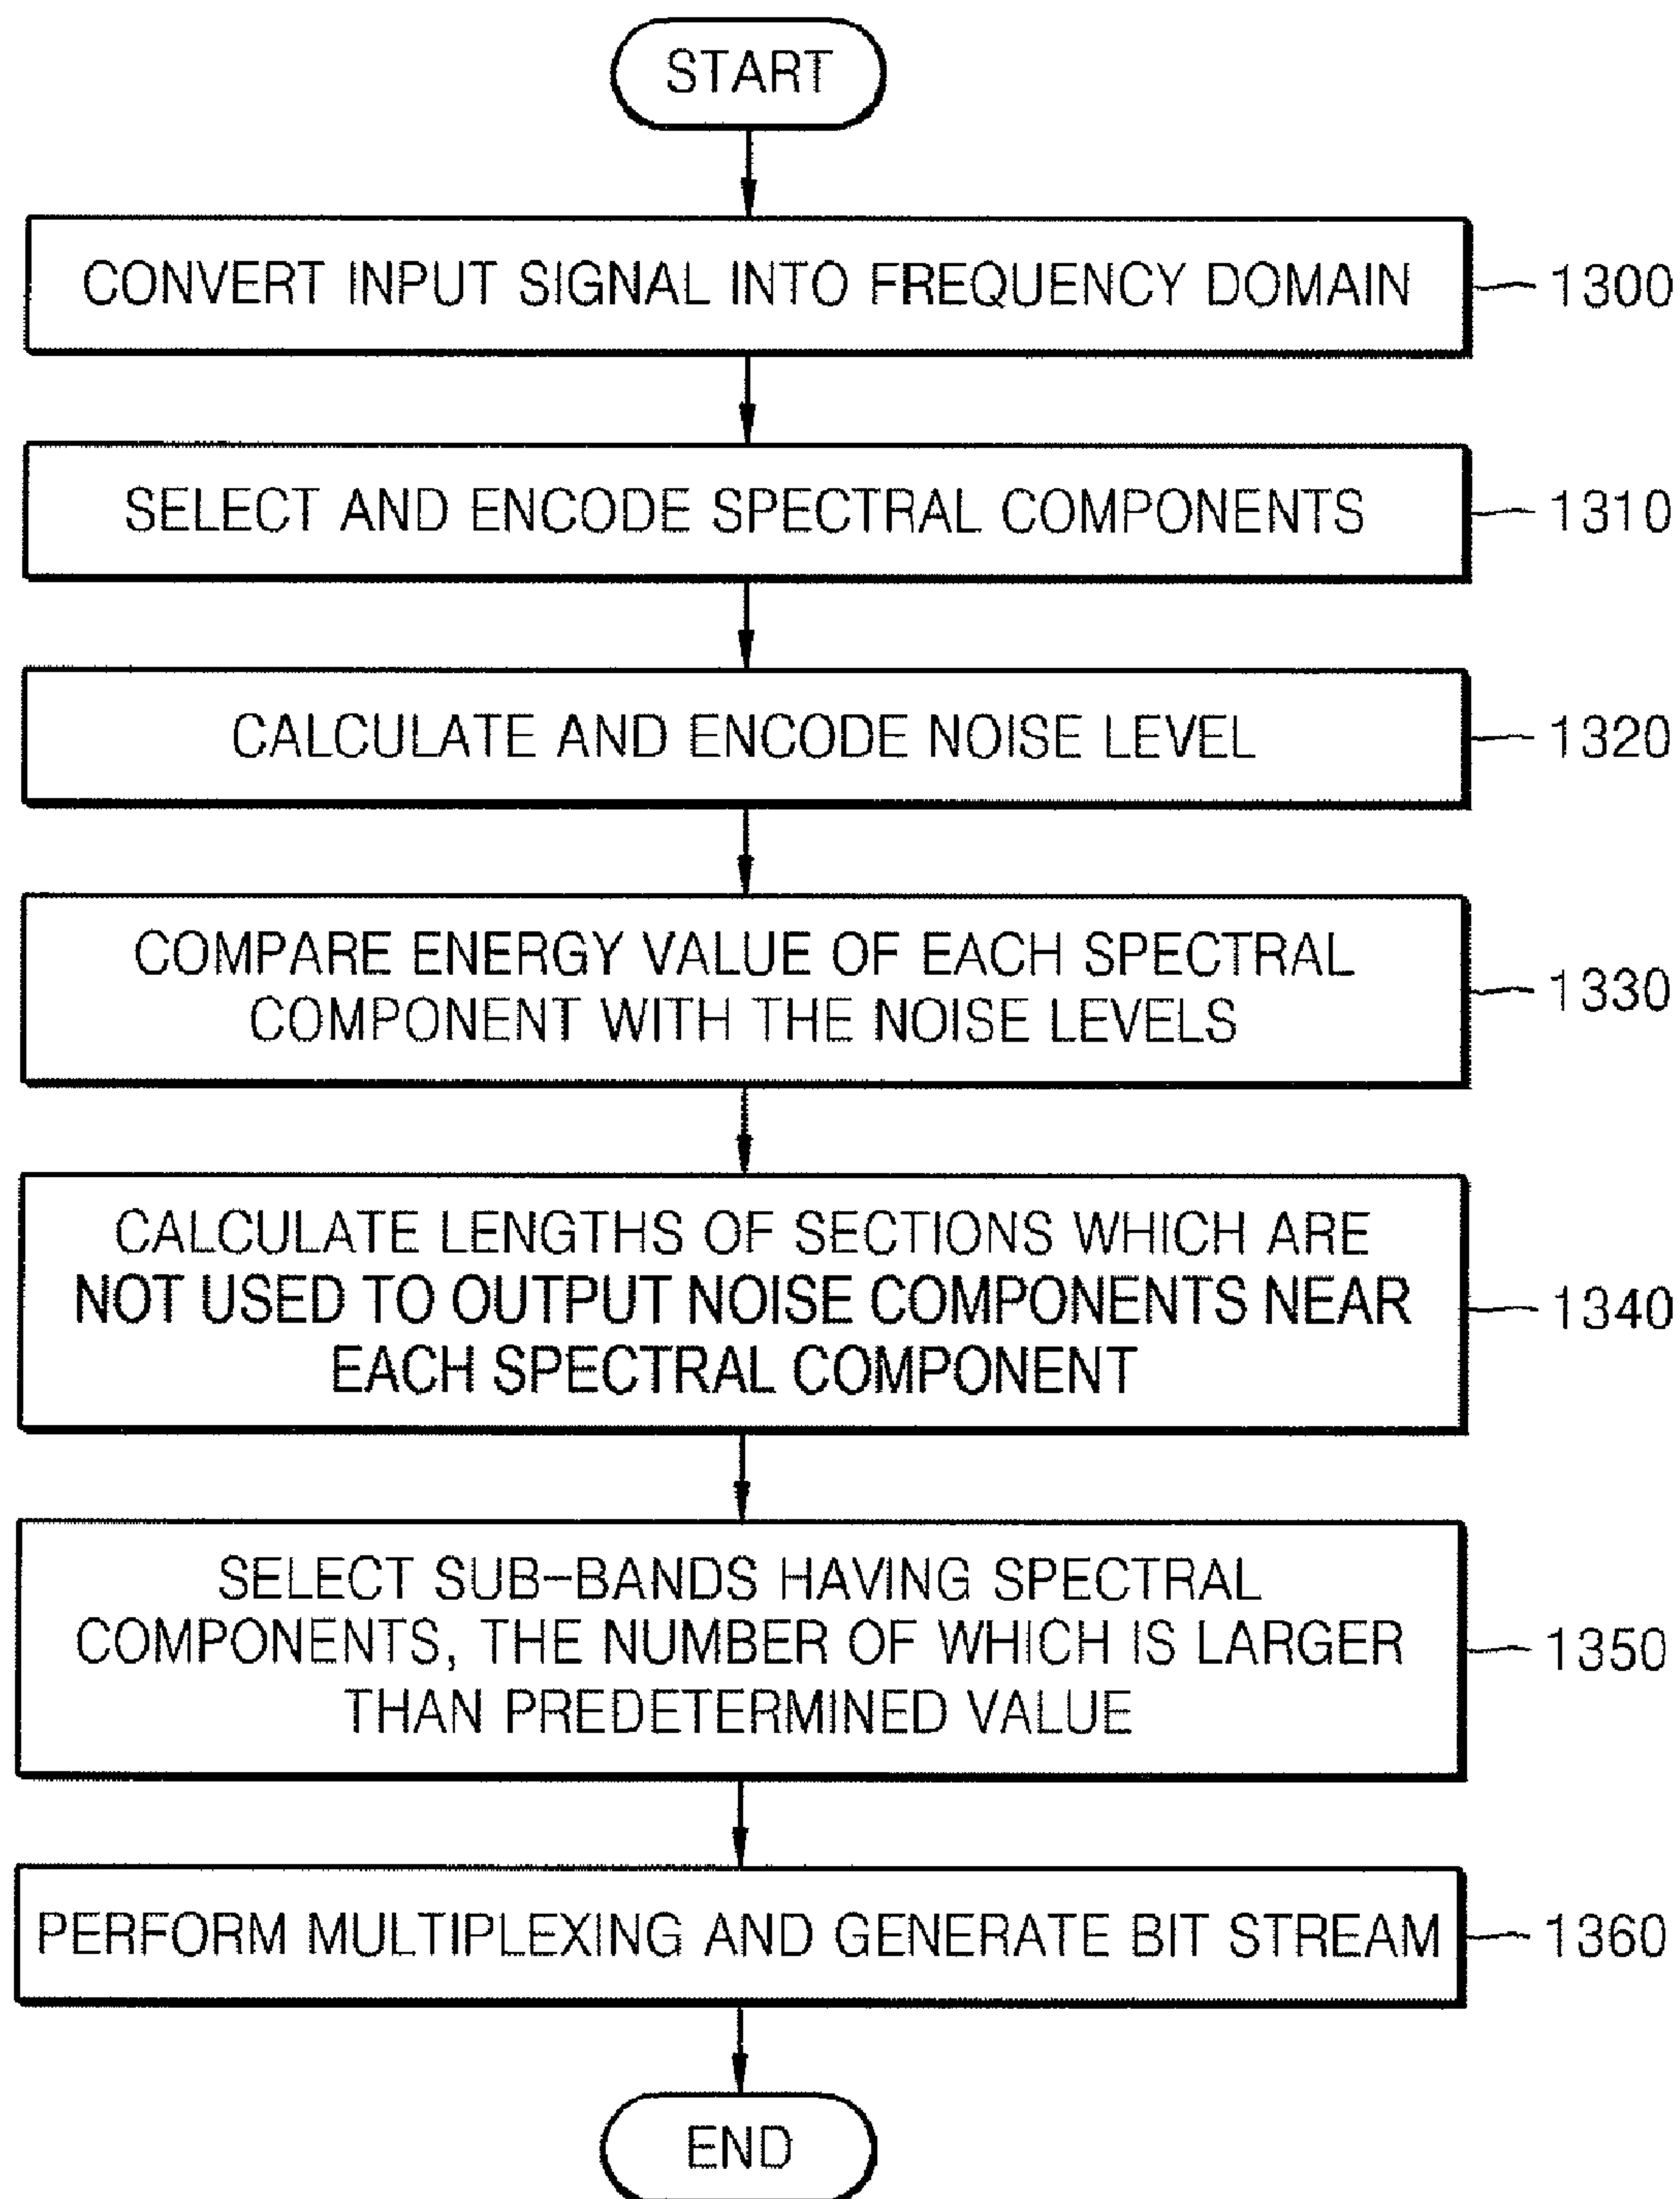 START
CONVERT INPUT SIGNAL INTO FREQUENCY DOMAIN
1300
SELECT AND ENCODE SPECTRAL COMPONENTS
1310
CALCULATE AND ENCODE NOISE LEVEL
1320
COMPARE ENERGY VALUE OF EACH SPECTRAL
COMPONENT WITH THE NOISE LEVELS
1330
CALCULATE LENGTHS OF SECTIONS WHICH ARE
NOT USED TO OUTPUT NOISE COMPONENTS NEAR
EACH SPECTRAL COMPONENT
1340
SELECT SUB-BANDS HAVING SPECTRAL
COMPONENTS, THE NUMBER OF WHICH IS LARGER
THAN PREDETERMINED VALUE
1350
PERFORM MULTIPLEXING AND GENERATE BIT STREAM
1360
END